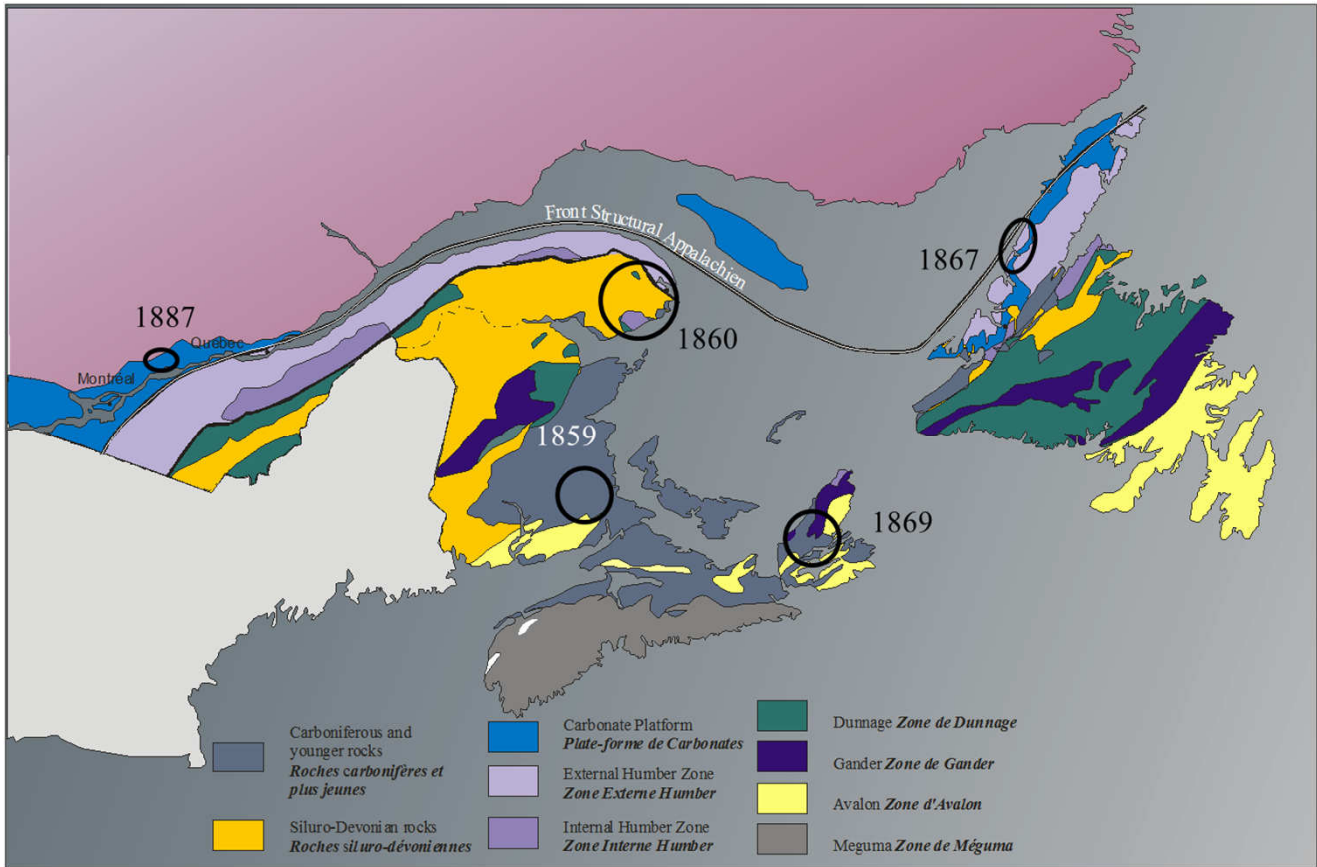 Front Structural Appalachien
1867
1887
Québec
1860
Montréal
1859
1869
Carboniferous and
younger rocks
Roches carbonifères et
plus jeunes
Siluro-Devonian rocks
Roches siluro-dévoniennes
Carbonate Platform
Plate-forme de Carbonates
External Humber Zone
Zone Externe Humber
Internal Humber Zone
Zone Interne Humber
Dunnage Zone de Dunnage
Gander Zone de Gander
Avalon Zone d'Avalon
Meguma Zone de Méguma